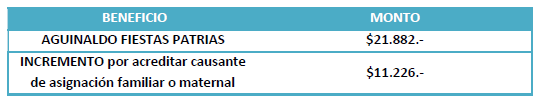 BENEFICIO MONTO
AGUINALDO FIESTAS PATRIAS $21.882.-
INCREMENTO por acreditar causante
de asignación familiar o maternal $11.226.-